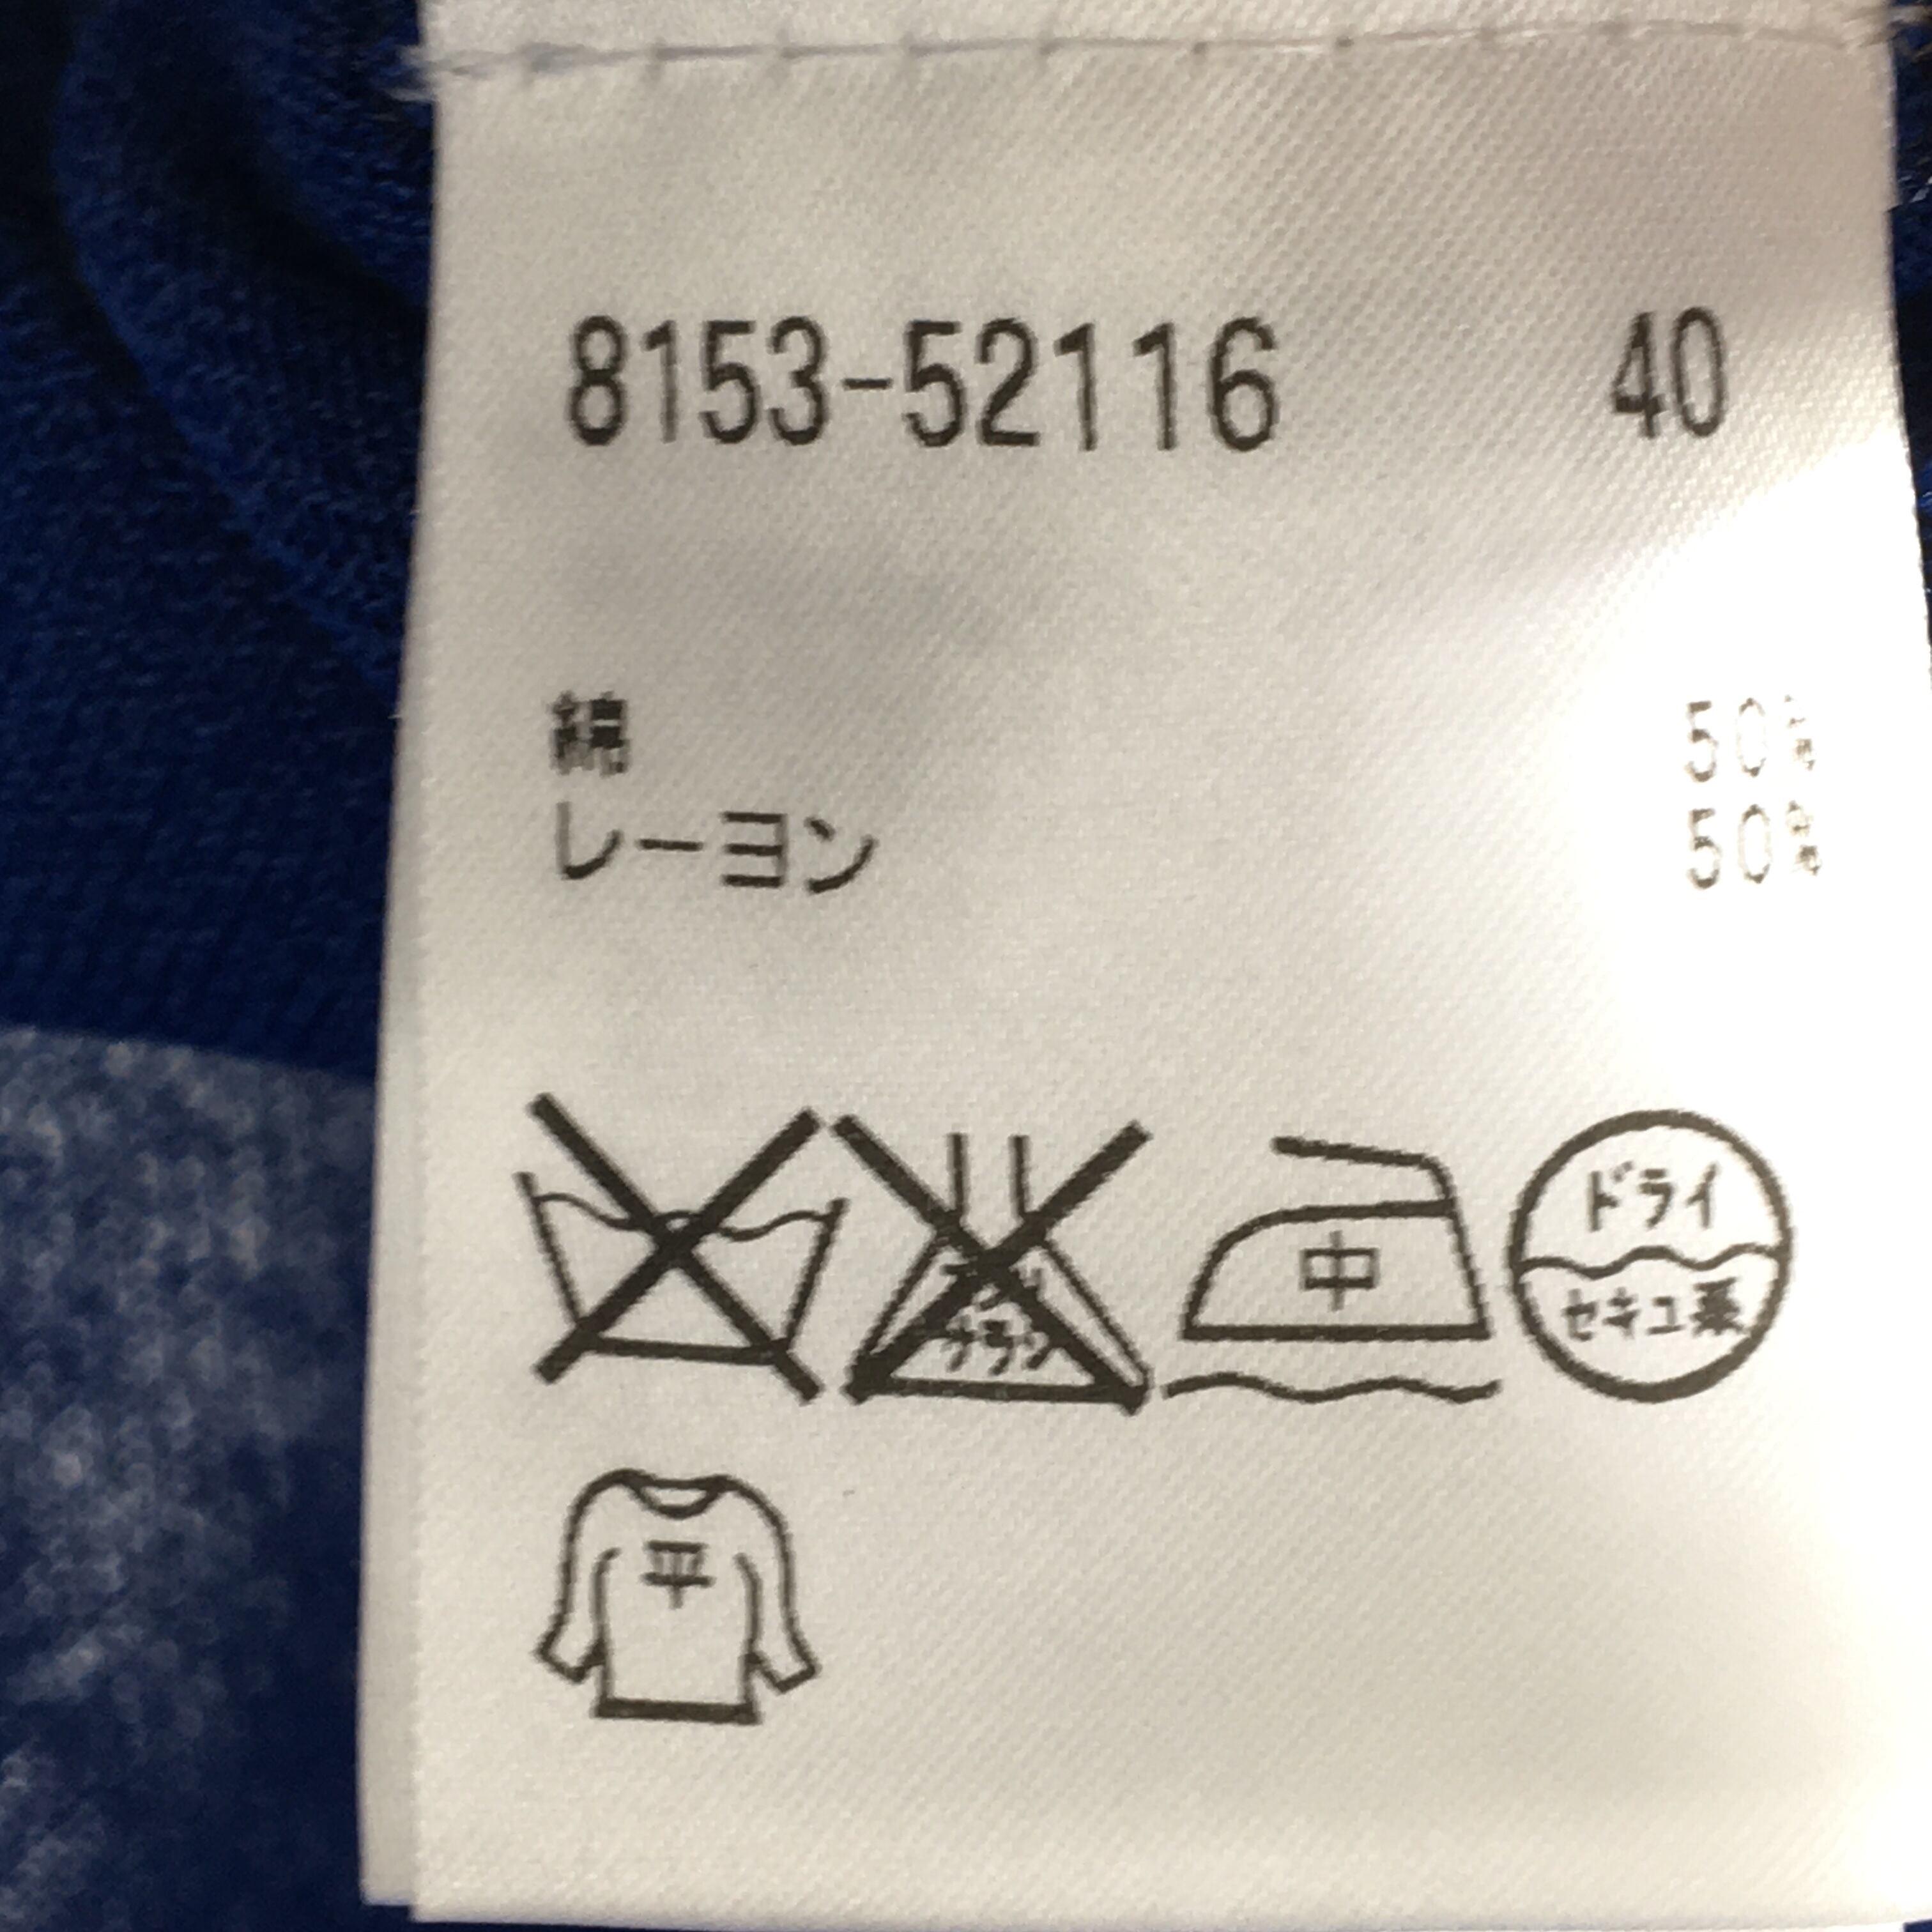 8153-52116 40
綿 50%
レーヨン 50%
中
ドライ
セキユ系
平